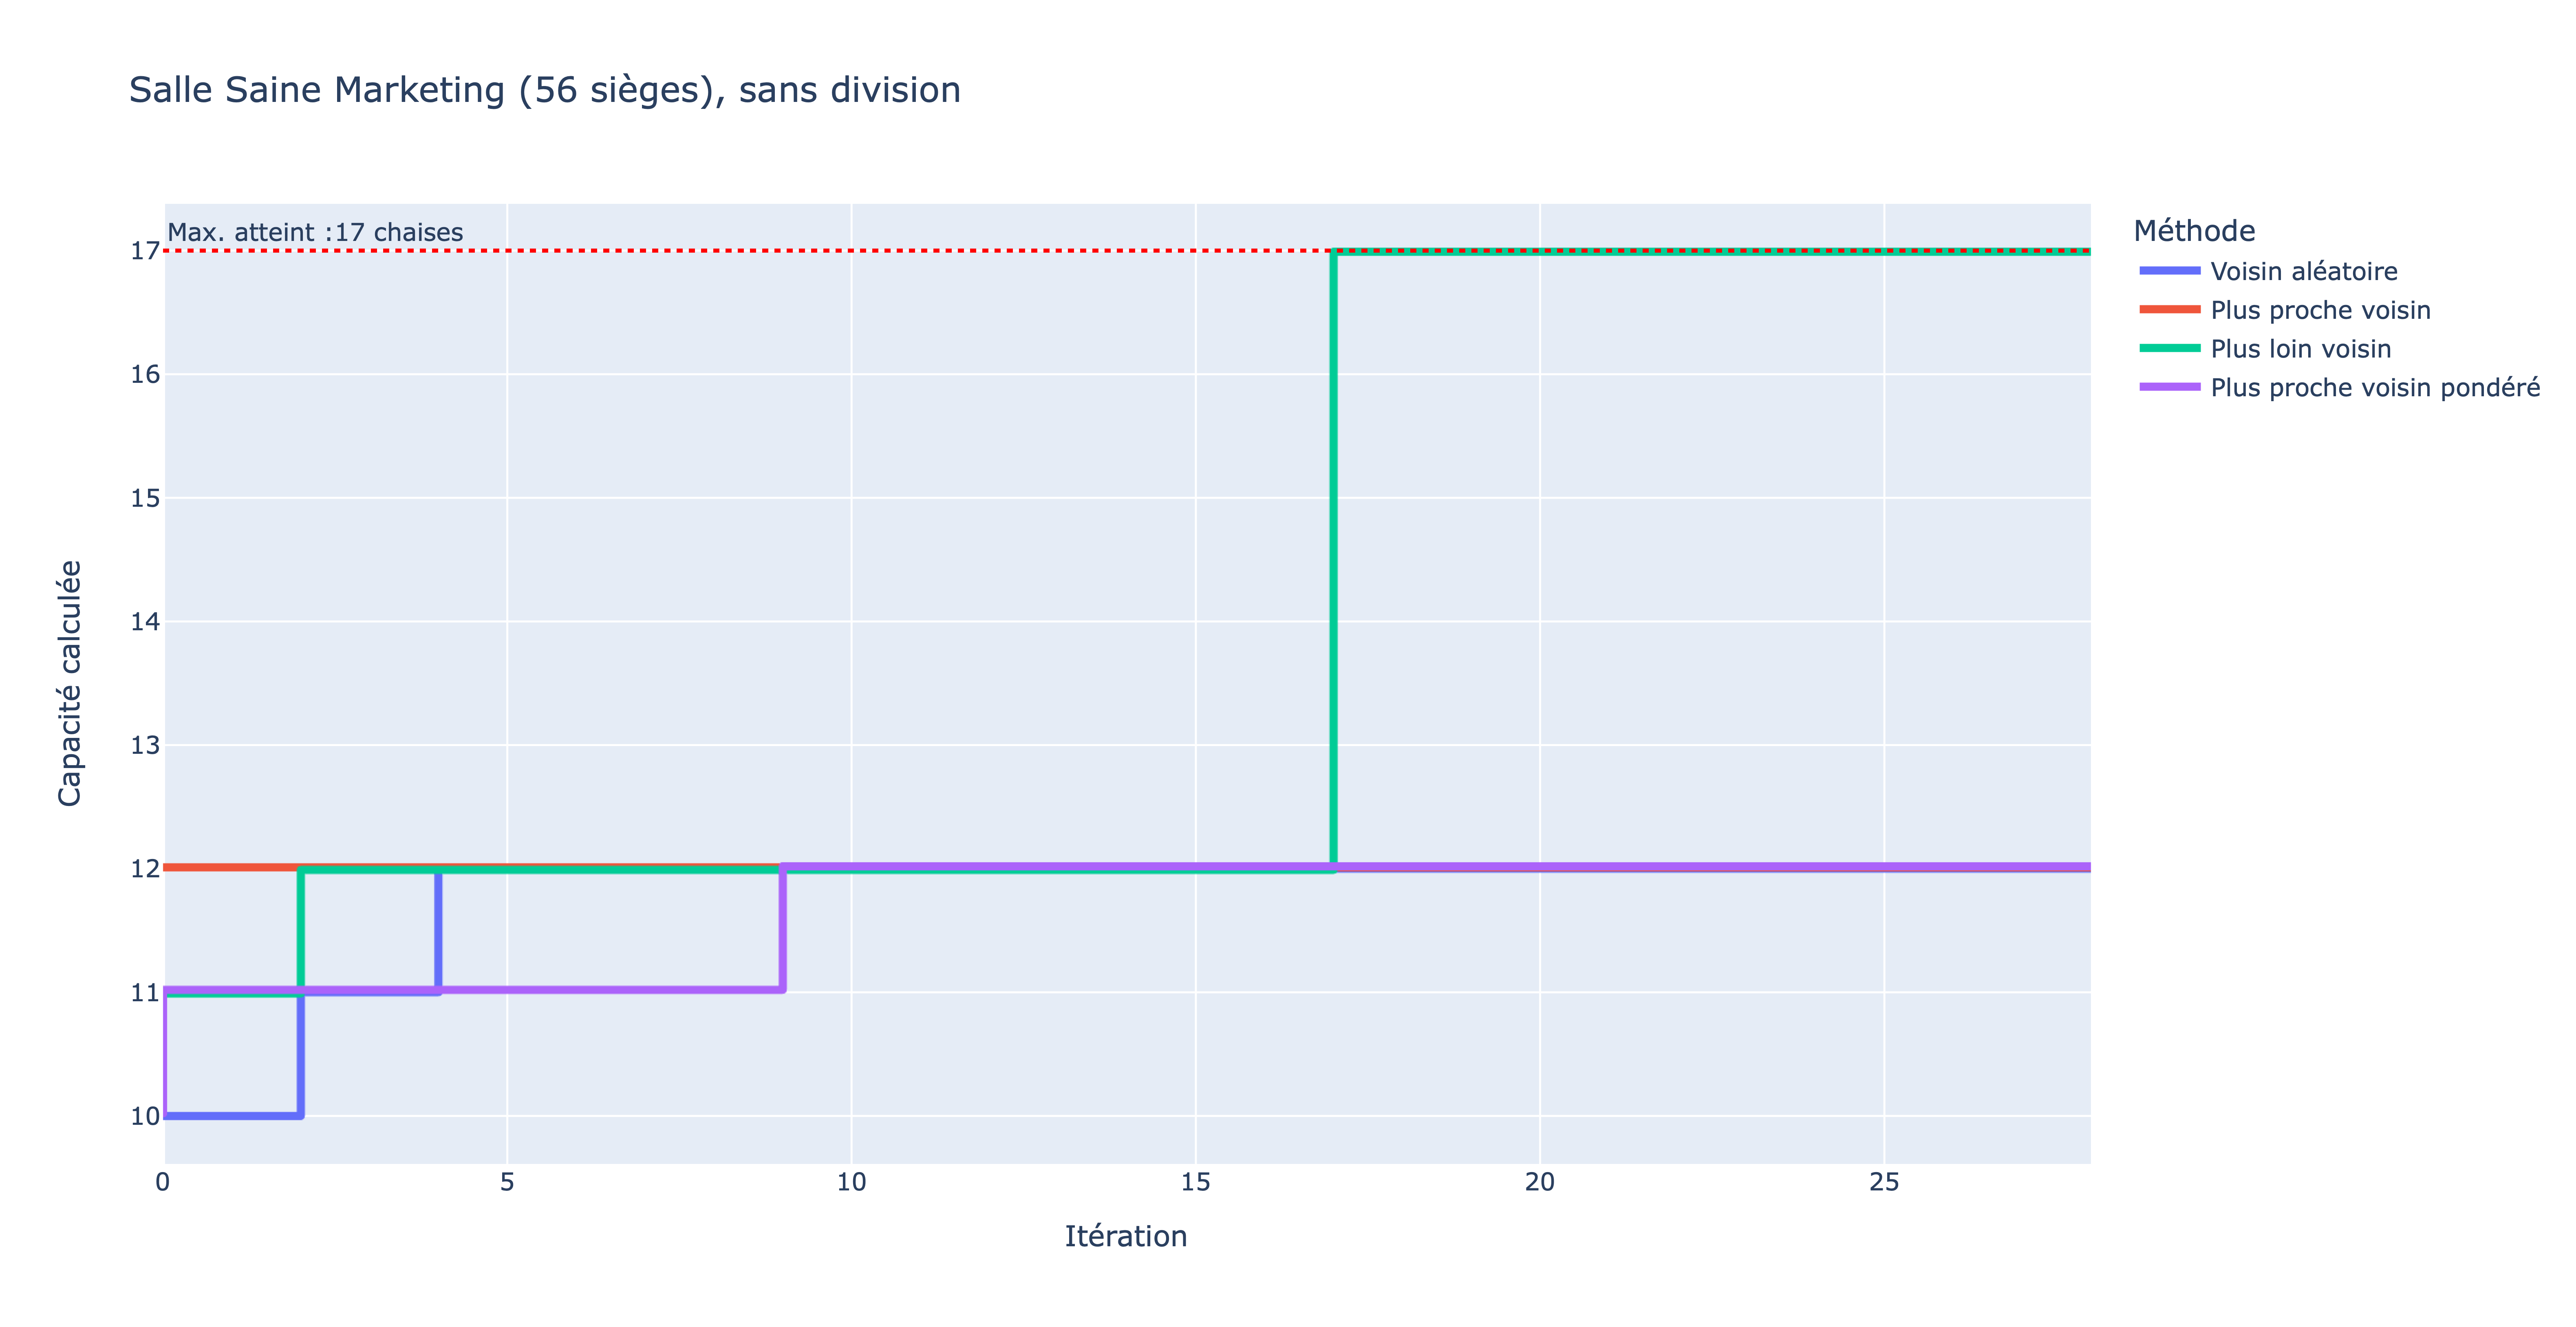 Salle Saine Marketing (56 sièges), sans division
Max. atteint :17 chaises
17
16
15
14
13
12
11
10
Capacité calculée
0 5 10 15 20 25
Itération
Méthode
Voisin aléatoire
Plus proche voisin
Plus loin voisin
Plus proche voisin pondéré